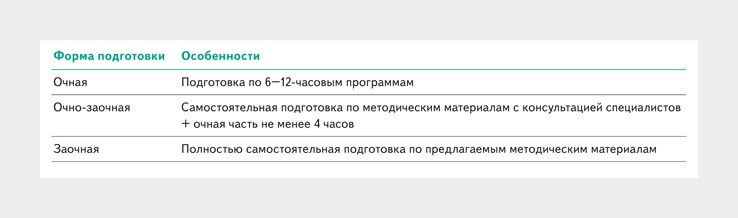 Форма подготовки Особенности
Очная Подготовка по 6—12-часовым программам
Очно-заочная Самостоятельная подготовка по методическим материалам с консультацией специалистов
+ очная часть не менее 4 часов
Заочная Полностью самостоятельная подготовка по предлагаемым методическим материалам